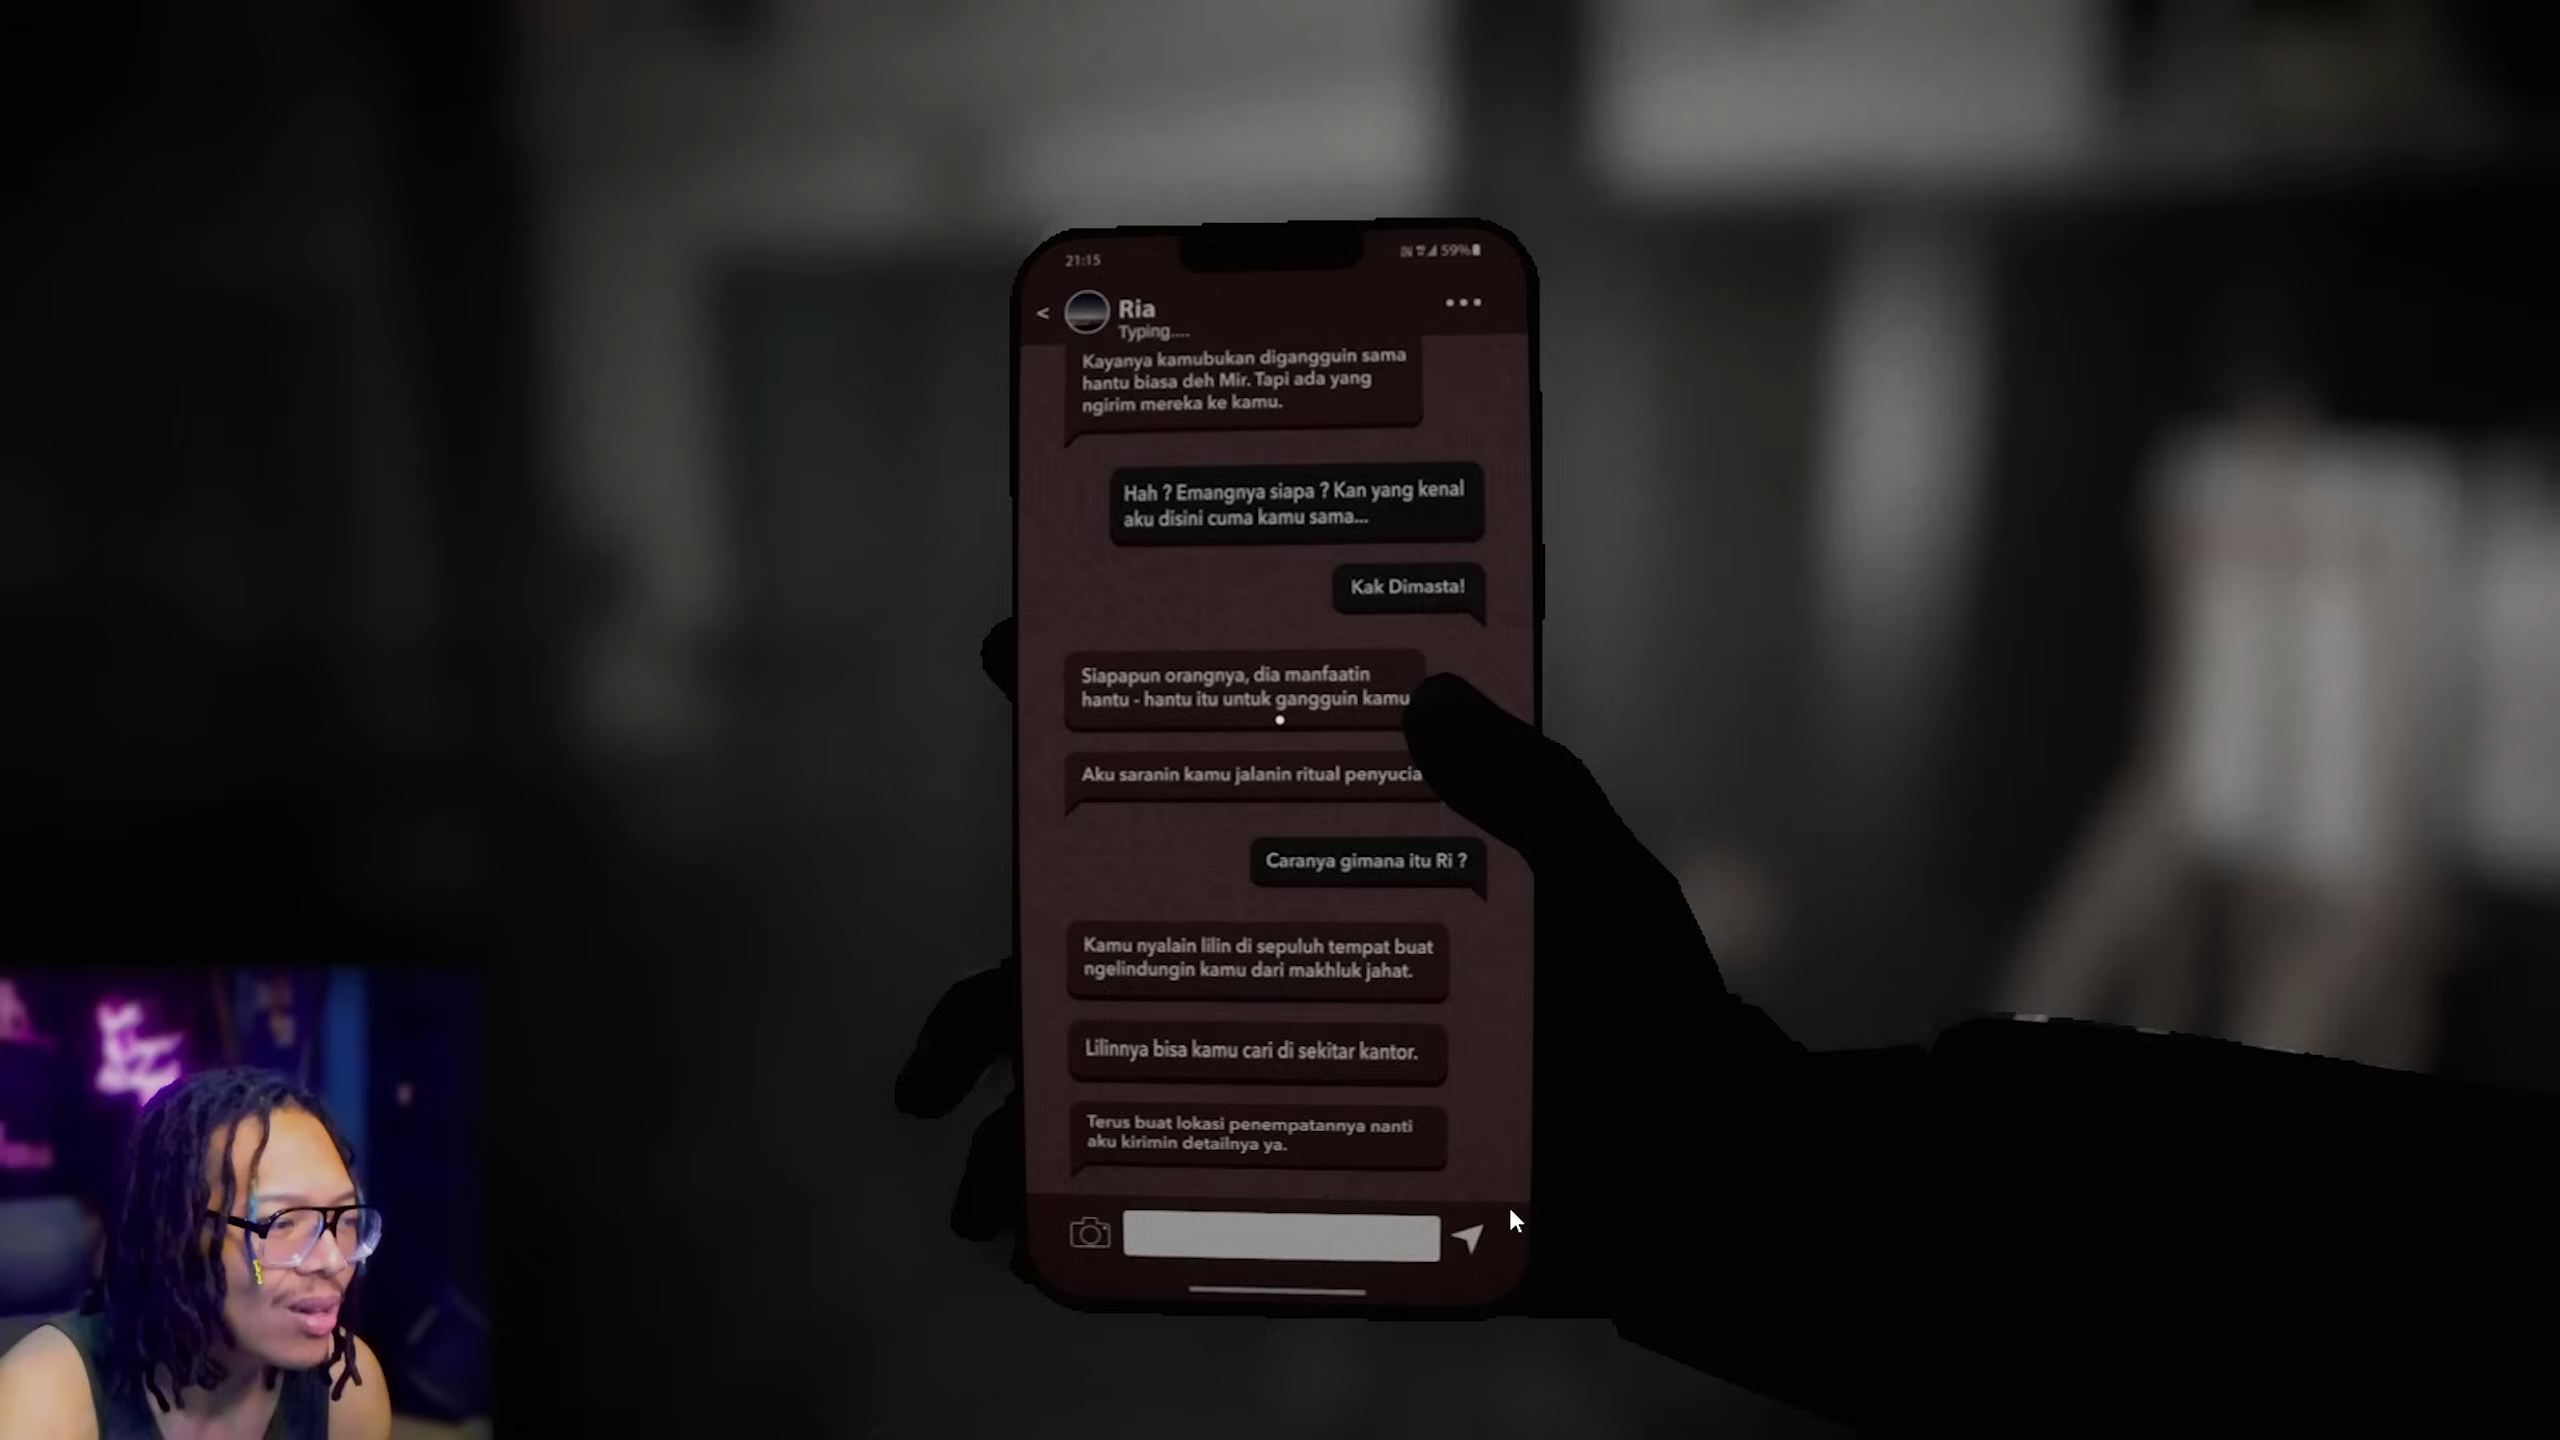 21:15
59%
<
Ria
Typing....
Kayanya kamubukan digangguin sama
hantu biasa deh Mir. Tapi ada yang
ngirim mereka ke kamu.
Hah ? Emangnya siapa ? Kan yang kenal
aku disini cuma kamu sama...
Kak Dimasta!
Siapapun orangnya, dia manfaatin
hantu - hantu itu untuk gangguin kamu
Aku saranin kamu jalanin ritual penyucia
Caranya gimana itu Ri ?
Kamu nyalain lilin di sepuluh tempat buat
ngelindungin kamu dari makhluk jahat.
Lilinnya bisa kamu cari di sekitar kantor.
Terus buat lokasi penempatannya nanti
aku kirimin detailnya ya.